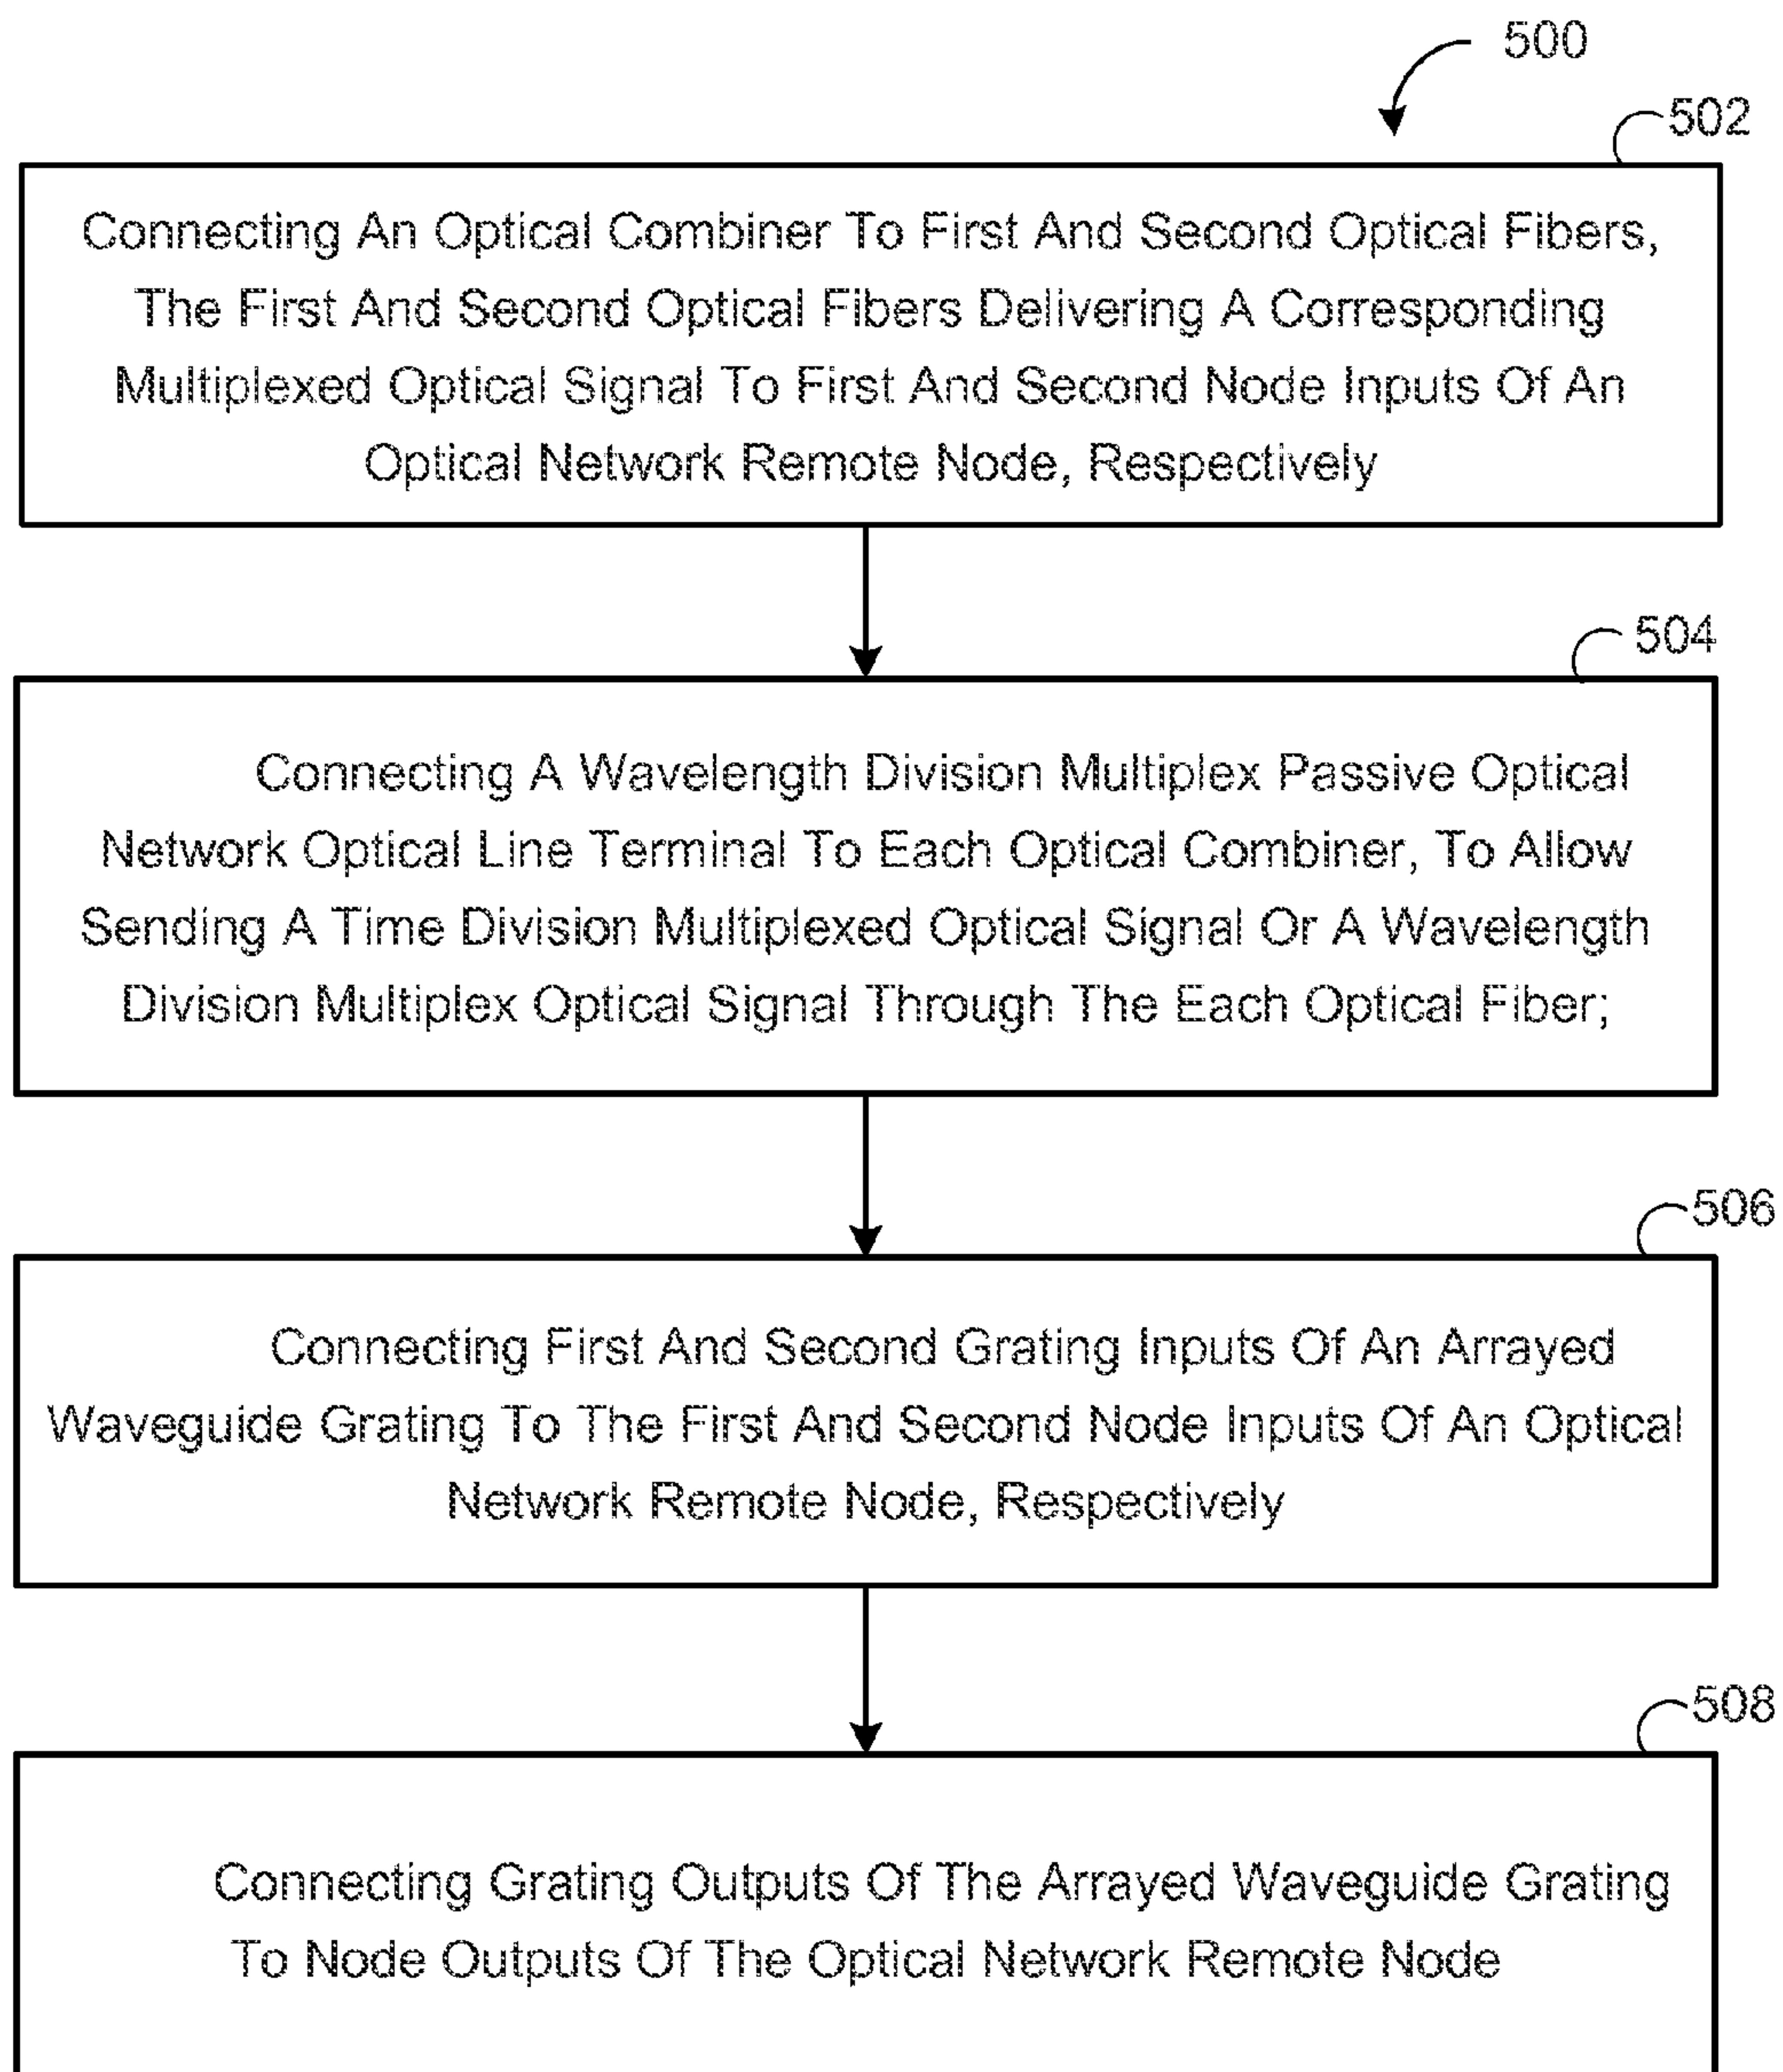 500
502
Connecting An Optical Combiner To First And Second Optical Fibers,
The First And Second Optical Fibers Delivering A Corresponding
Multiplexed Optical Signal To First And Second Node Inputs Of An
Optical Network Remote Node, Respectively
504
Connecting A Wavelength Division Multiplex Passive Optical
Network Optical Line Terminal To Each Optical Combiner, To Allow
Sending A Time Division Multiplexed Optical Signal Or A Wavelength
Division Multiplex Optical Signal Through The Each Optical Fiber;
506
Connecting First And Second Grating Inputs Of An Arrayed
Waveguide Grating To The First And Second Node Inputs Of An Optical
Network Remote Node, Respectively
508
Connecting Grating Outputs Of The Arrayed Waveguide Grating
To Node Outputs Of The Optical Network Remote Node